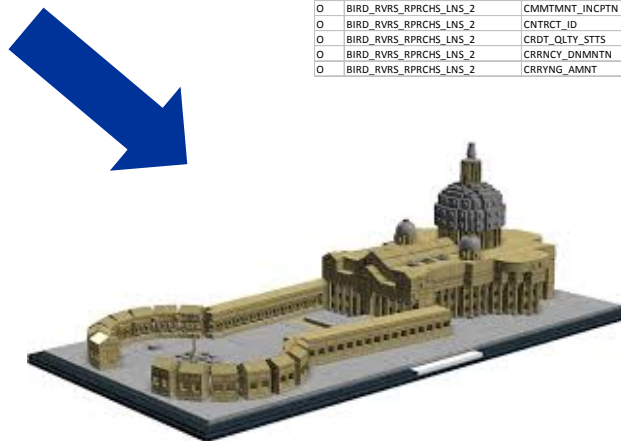 O BIRD_RVRS_RPRCHS_LNS_2 CMMTMNT_INCPTN
O BIRD_RVRS_RPRCHS_LNS_2 CNTRCT_ID
O BIRD_RVRS_RPRCHS_LNS_2 CRDT_QLTY_STTS
O BIRD_RVRS_RPRCHS_LNS_2 CRRNCY_DNMNTN
O BIRD_RVRS_RPRCHS_LNS_2 CRRYNG_AMNT